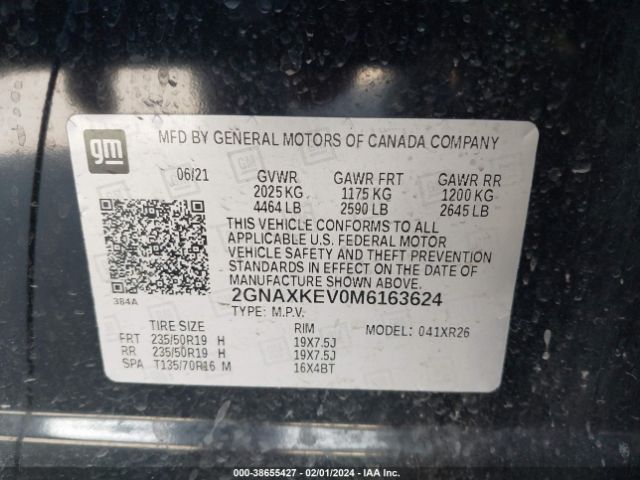 gm
MFD BY GENERAL MOTORS OF CANADA COMPANY
06/21 GVWR GAWR FRT GAWR RR
2025 KG 1175 KG 1200 KG
4464 LB 2590 LB 2645 LB
THIS VEHICLE CONFORMS TO ALL
APPLICABLE U.S. FEDERAL MOTOR
VEHICLE SAFETY AND THEFT PREVENTION
STANDARDS IN EFFECT ON THE DATE OF
MANUFACTURE SHOWN ABOVE.
384A 2GNAXKEV0M6163624
TYPE: M.P.V.
TIRE SIZE RIM MODEL: 041XR26
FRT 235/50R19 H 19X7.5J
RR 235/50R19 H 19X7.5J
SPA T135/70R16 M 16X4BT
000-38655427 - 02/01/2024 - IAA Inc.